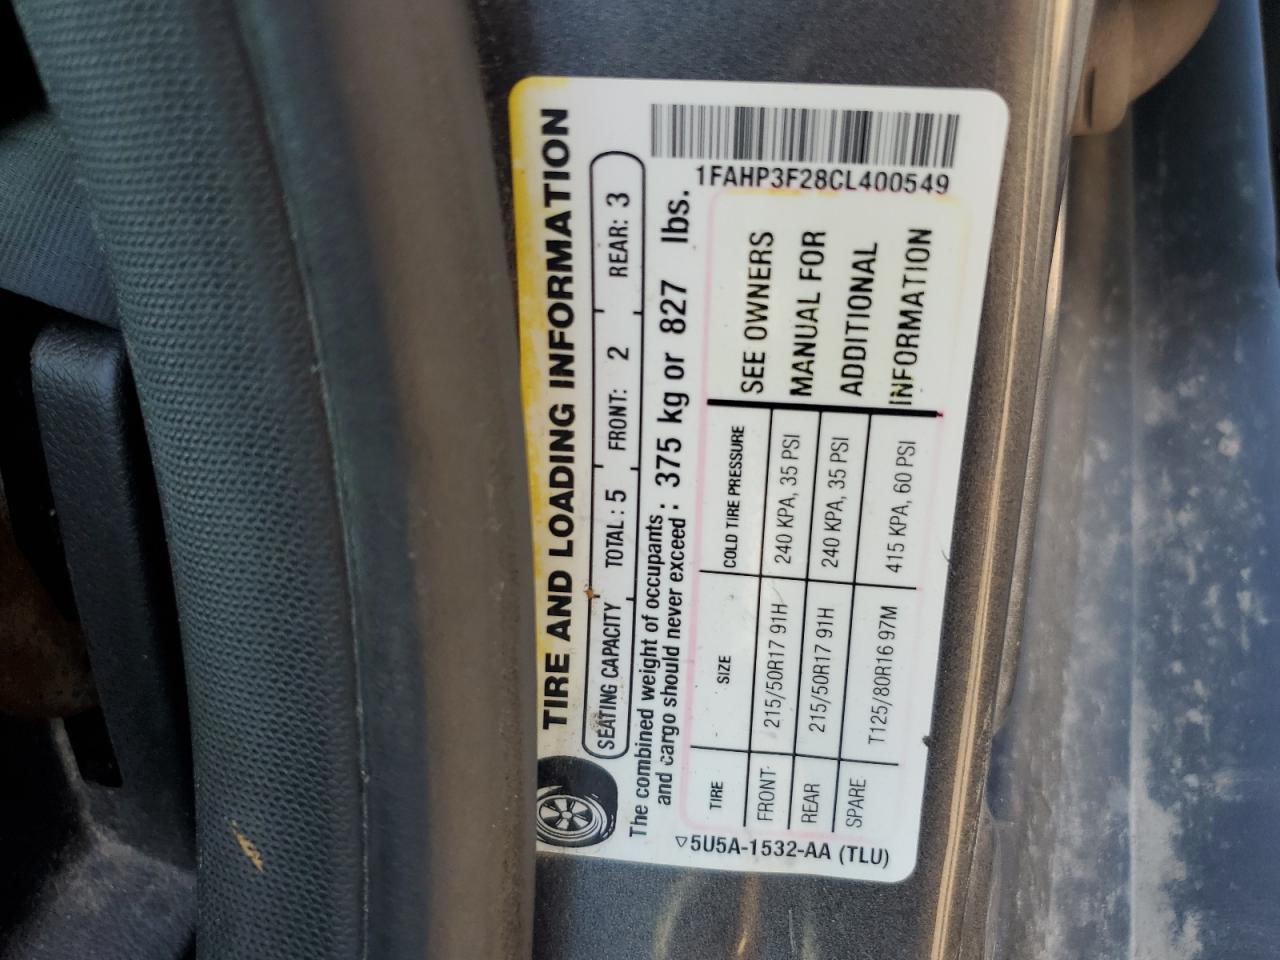 TIRE AND LOADING INFORMATION
SEATING CAPACITY TOTAL : 5 FRONT: 2 REAR: 3
The combined weight of occupants
and cargo should never exceed : 375 kg or 827 lbs.
TIRE SIZE COLD TIRE PRESSURE
FRONT 215/50R17 91H 240 KPA, 35 PSI
REAR 215/50R17 91H 240 KPA, 35 PSI
SPARE T125/80R16 97M 415 KPA, 60 PSI
SEE OWNERS
MANUAL FOR
ADDITIONAL
INFORMATION
1FAHP3F28CL400549
5U5A-1532-AA (TLU)